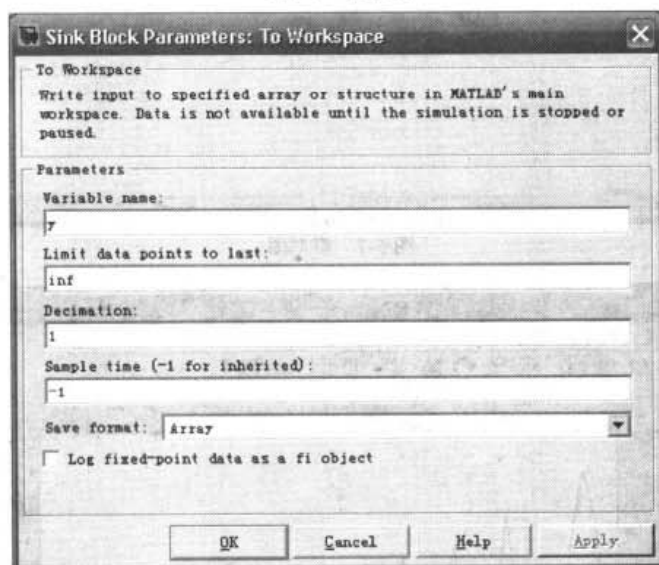 Sink Block Parameters: To Workspace
To Workspace
Write input to specified array or structure in MATLAB's main
workspace. Data is not available until the simulation is stopped or
paused.
Parameters
Variable name:
y
Limit data points to last:
inf
Decimation:
1
Sample time (-1 for inherited):
-1
Save format: Array
Log fixed-point data as a fi object
OK Cancel Help Apply